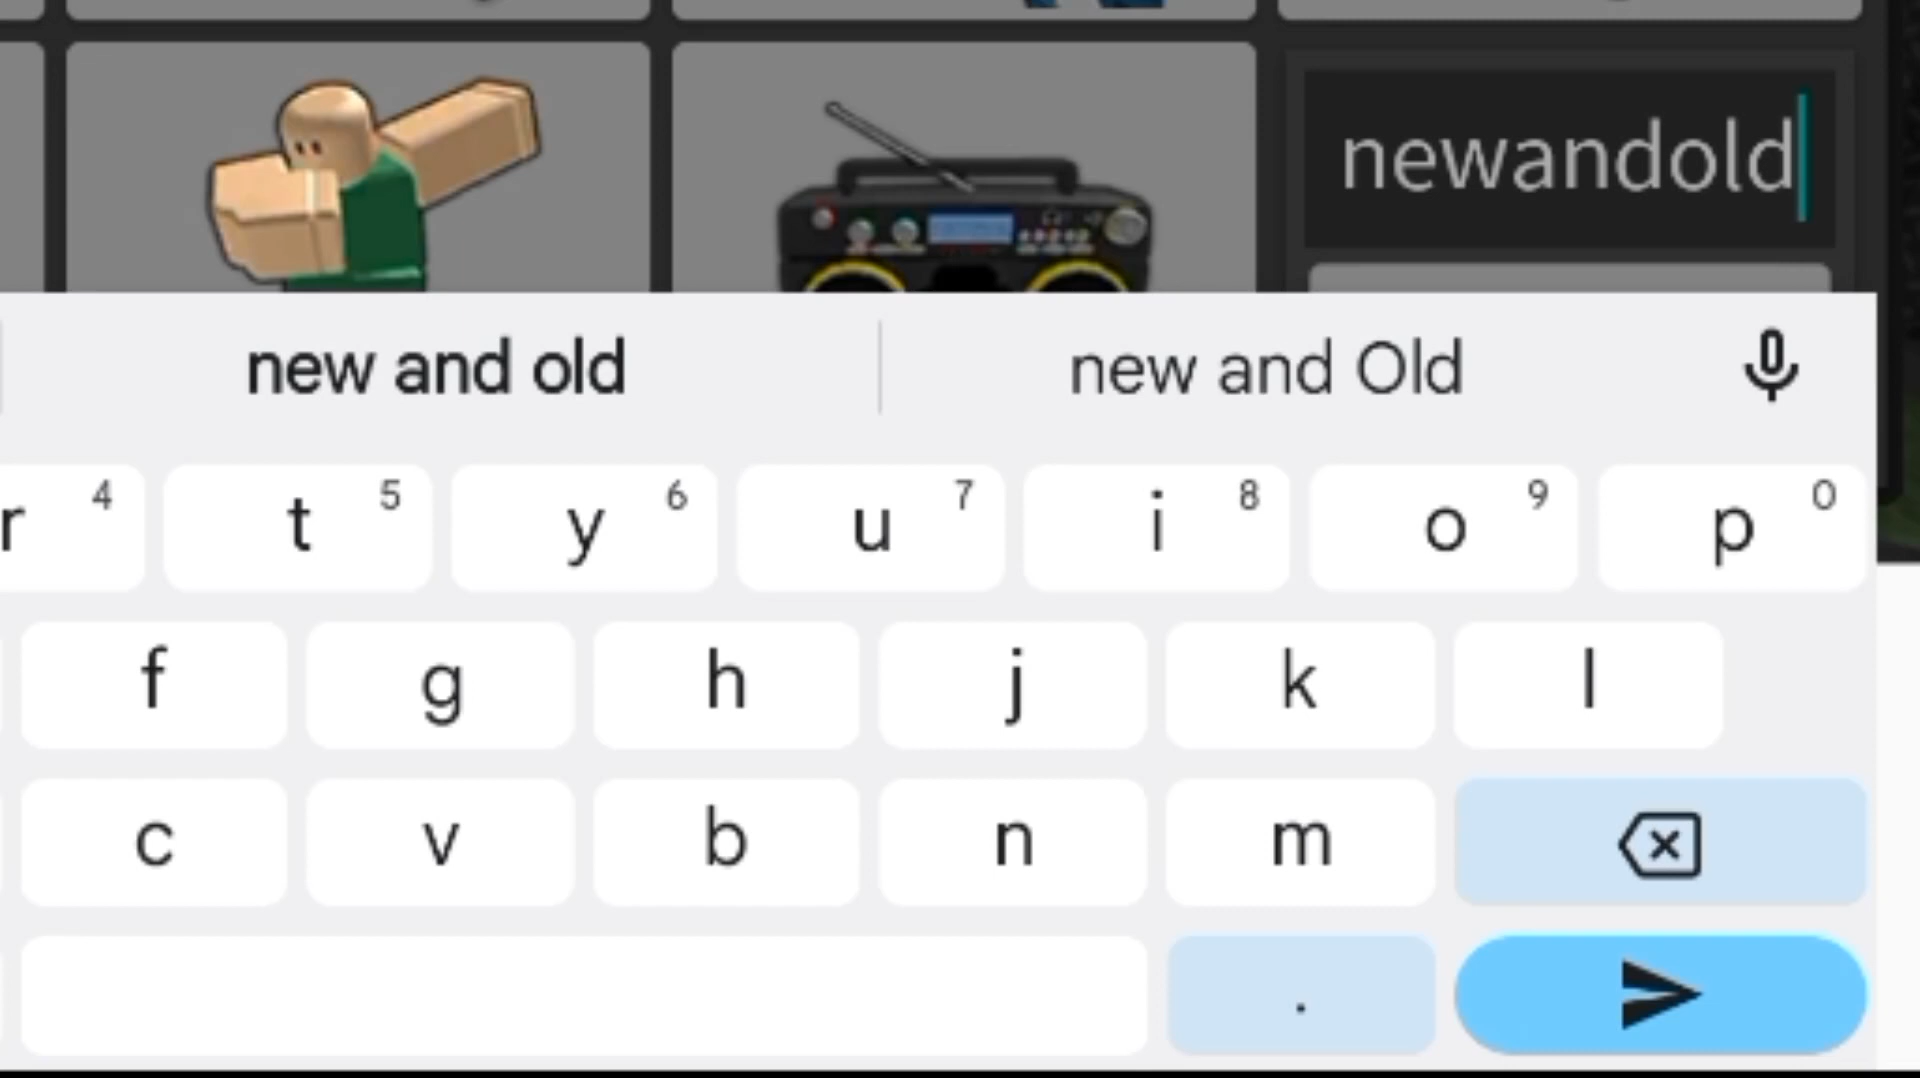 newandold
new and old new and Old
r 4 t 5 y 6 u 7 i 8 o 9 p 0
f g h j k l
c v b n m
.